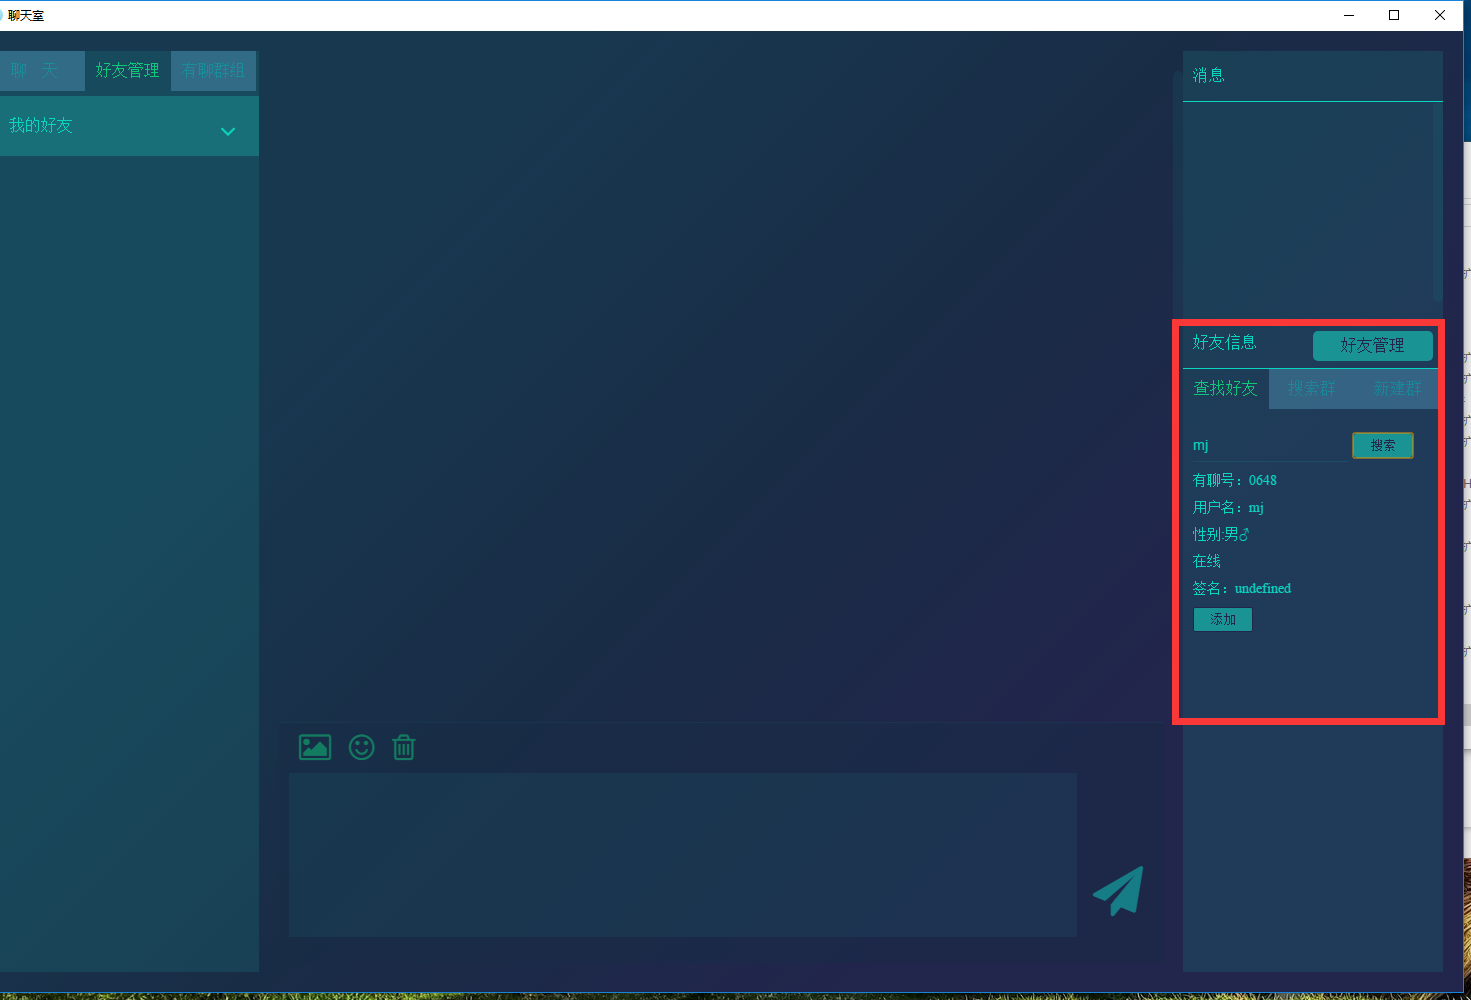 聊天室
聊 天 好友管理 有聊群组
我的好友
消息
好友信息 好友管理
查找好友 搜索群 新建群
mj 搜索
有聊号：0648
用户名：mj
性别:男♂
在线
签名：undefined
添加